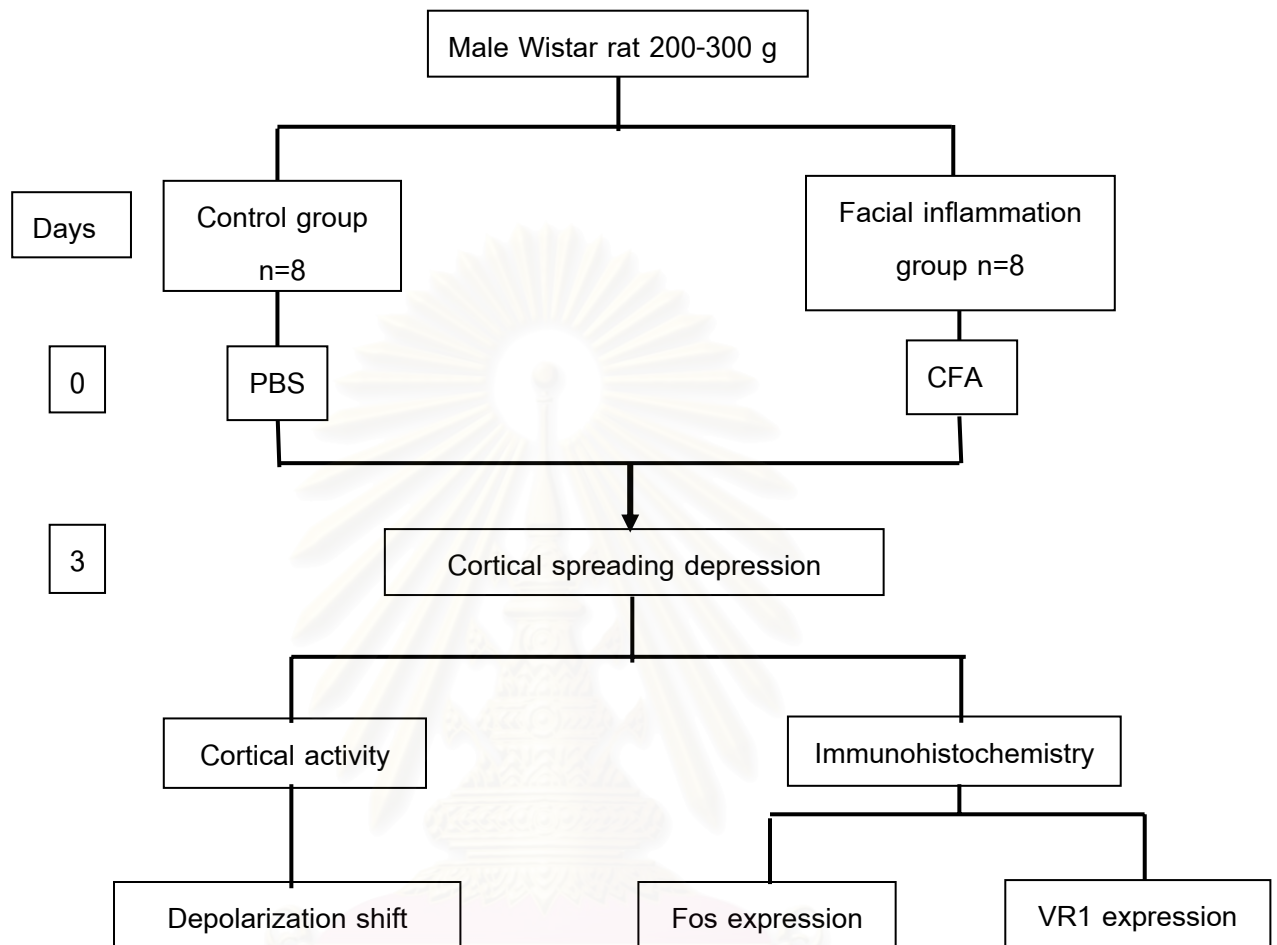 Male Wistar rat 200-300 g
Days
Control group
n=8
Facial inflammation
group n=8
0
PBS
CFA
3
Cortical spreading depression
Cortical activity
Immunohistochemistry
Depolarization shift
Fos expression
VR1 expression